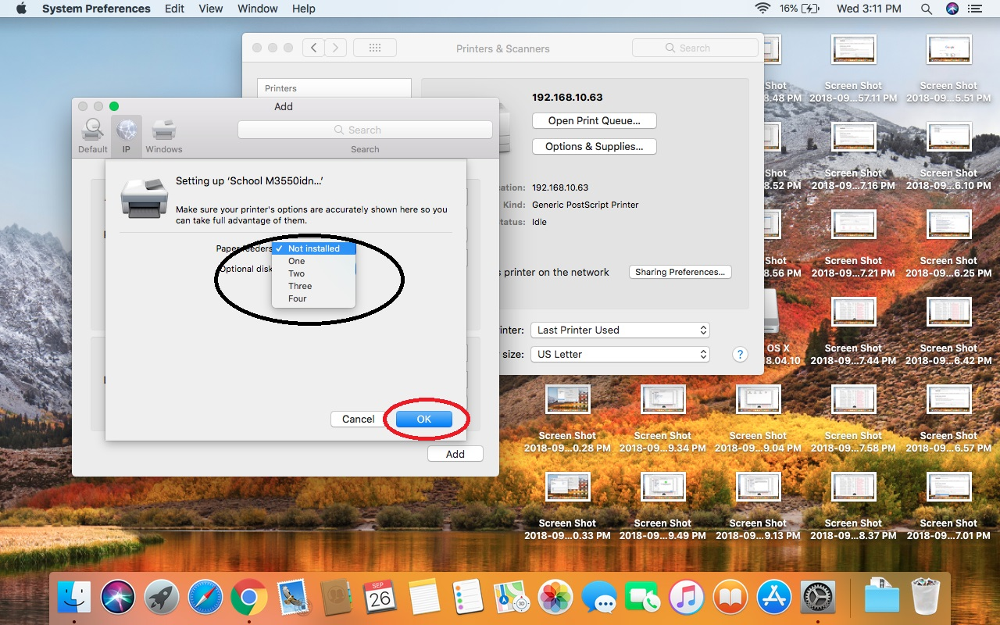 System Preferences Edit View Window Help 16% Wed 3:11 PM
Printers & Scanners Search
Printers
192.168.10.63
Open Print Queue...
Options & Supplies...
ation: 192.168.10.63
Kind: Generic PostScript Printer
tatus: Idle
s printer on the network Sharing Preferences...
inter: Last Printer Used
size: US Letter ?
Add
Search
Default IP Windows Search
Setting up ‘School M3550idn...’
Make sure your printer's options are accurately shown here so you
can take full advantage of them.
Paper feeders ✓ Not installed
One
Optional disk
Two
Three
Four
Cancel OK
Add
Shot Screen Shot Screen Shot
8.48 PM 2018-09...57.11 PM 2018-09...5.51 PM
Shot Screen Shot Screen Shot
8.52 PM 2018-09...7.16 PM 2018-09...6.10 PM
Shot Screen Shot Screen Shot
8.56 PM 2018-09...7.21 PM 2018-09...6.25 PM
OS X Screen Shot Screen Shot
8.04.10 2018-09...7.44 PM 2018-09...6.42 PM
Screen Shot Screen Shot Screen Shot Screen Shot Screen Shot
2018-09...0.28 PM 2018-09...9.34 PM 2018-09...9.04 PM 2018-09...7.58 PM 2018-09...6.57 PM
Screen Shot Screen Shot Screen Shot Screen Shot Screen Shot
2018-09...0.33 PM 2018-09...9.49 PM 2018-09...9.13 PM 2018-09...8.37 PM 2018-09...7.01 PM
SEP
26
3D